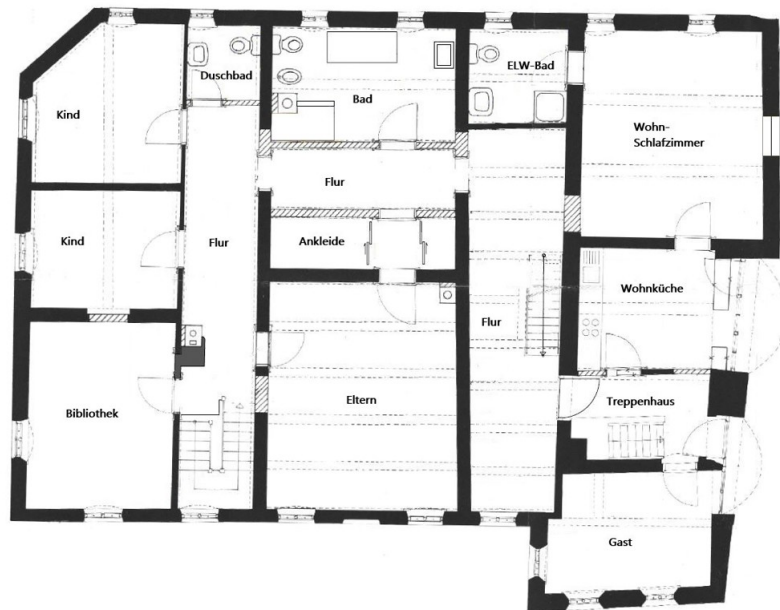 Duschbad
ELW-Bad
Kind
Bad
Wohn-
Schlafzimmer
Flur
Kind
Flur
Ankleide
Wohnküche
Flur
Eltern
Treppenhaus
Bibliothek
Gast